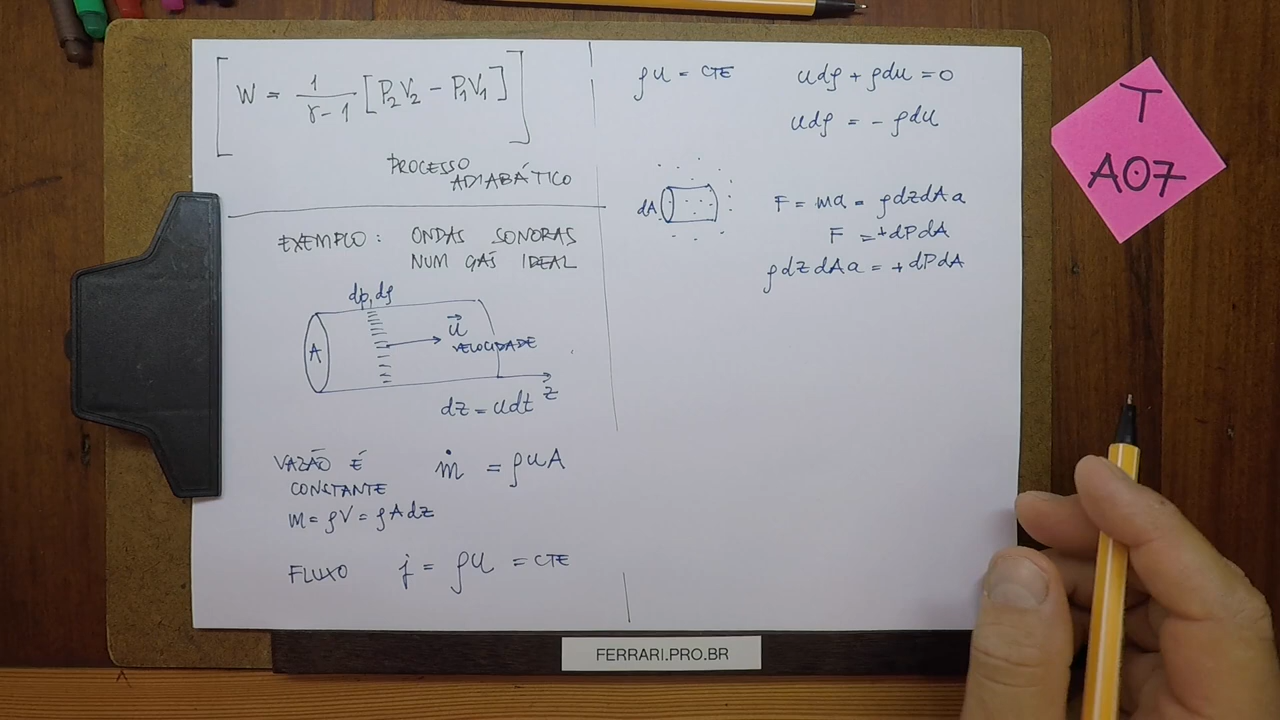 W = 1/(γ-1) [P₂V₂ - P₁V₁]
PROCESSO
ADIABÁTICO
EXEMPLO: ONDAS SONORAS
NUM GÁS IDEAL
dp, dρ
A
u⃗
VELOCIDADE
z
dz = udt
VAZÃO É
CONSTANTE
ṁ = ρuA
m = ρV = ρAdz
FLUXO j = ρu = CTE
ρu = CTE
udρ + ρdu = 0
udρ = - ρdu
dA
F = ma = ρdzdAa
F = +dPdA
ρdzdAa = +dPdA
T
A07
FERRARI.PRO.BR